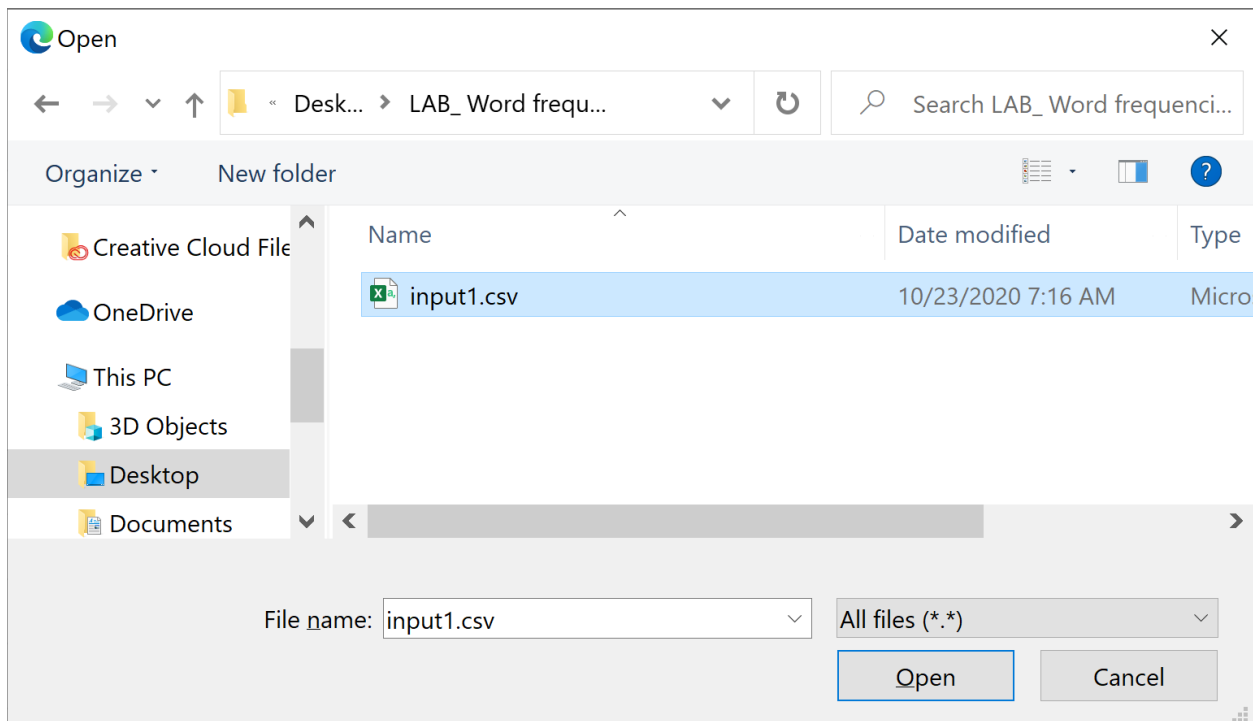 Open
« Desk... > LAB_ Word frequ...
Search LAB_ Word frequenci...
Organize
New folder
?
Creative Cloud File
OneDrive
This PC
3D Objects
Desktop
Documents
Name
Date modified
Type
input1.csv
10/23/2020 7:16 AM
Micro
File name:
input1.csv
All files (*.*)
Open
Cancel